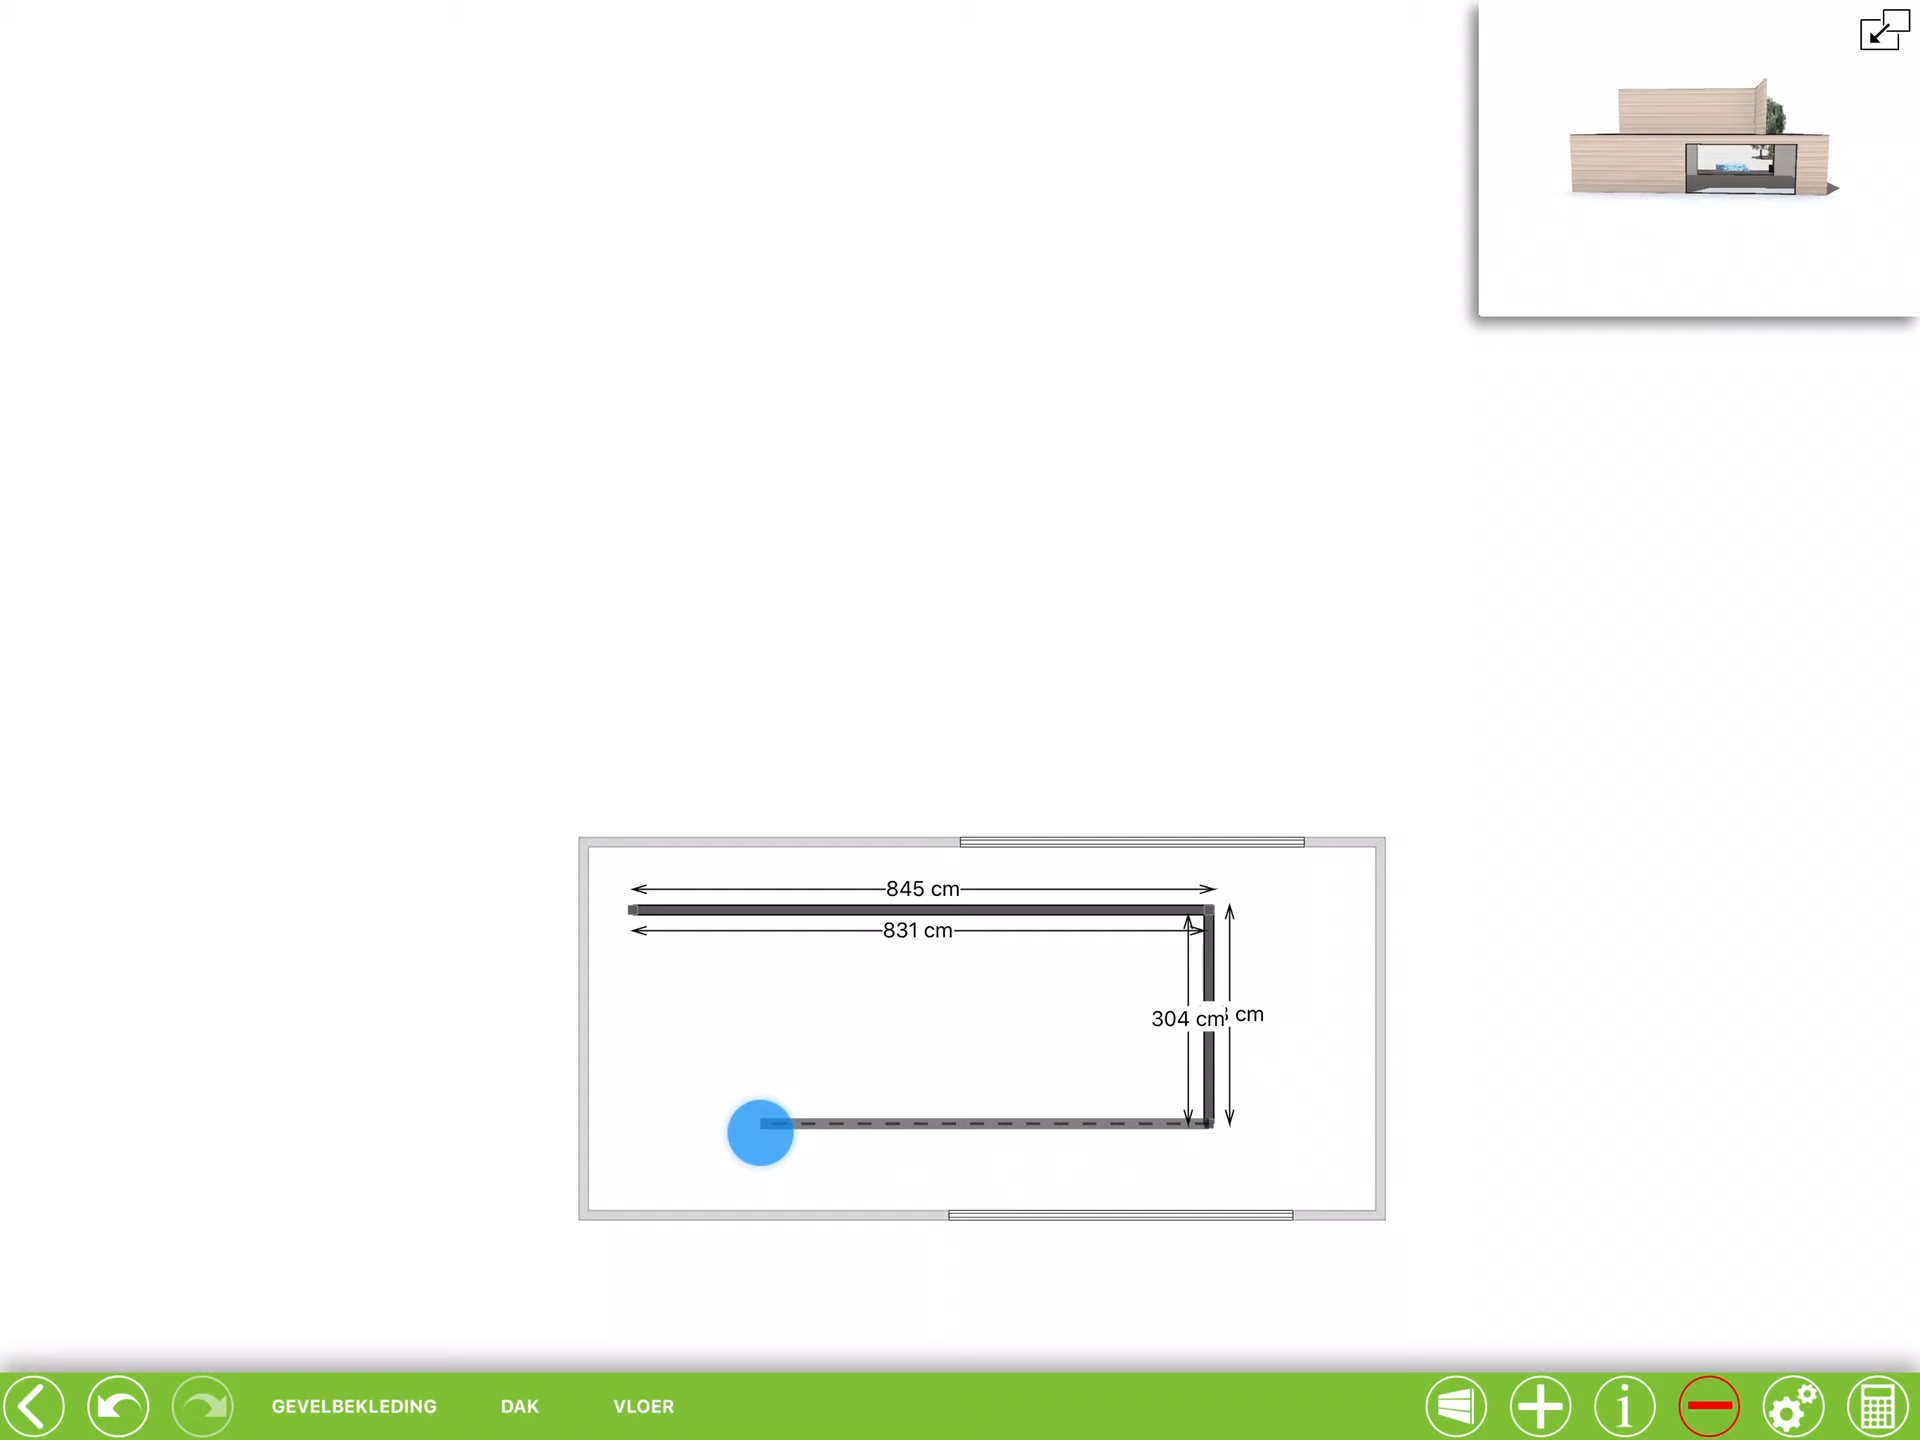 845 cm
831 cm
304 cm
cm
GEVELBEKLEDING DAK VLOER